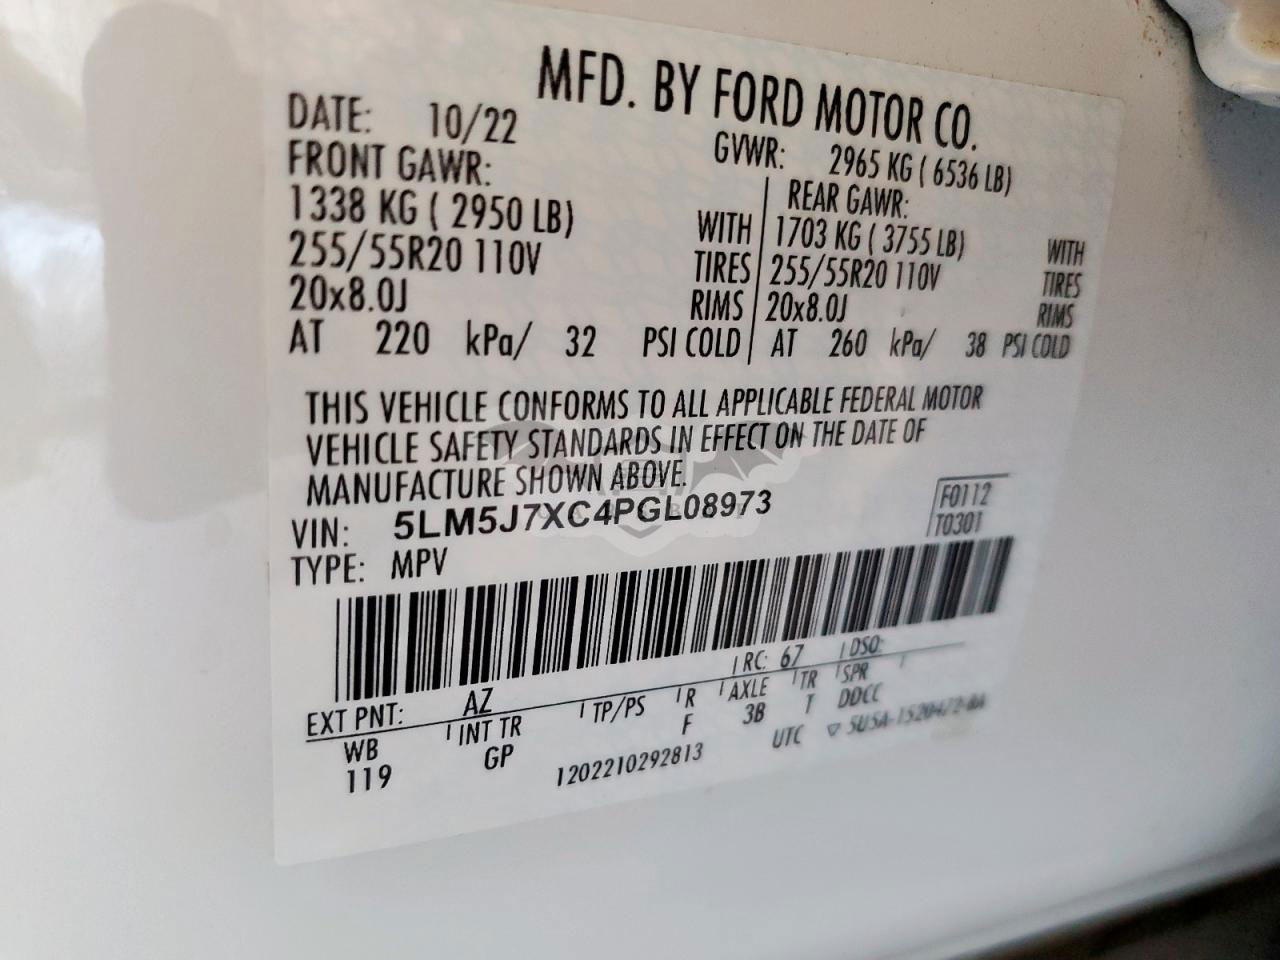 MFD. BY FORD MOTOR CO.
DATE: 10/22
GVWR: 2965 KG ( 6536 LB)
FRONT GAWR:
REAR GAWR:
1338 KG ( 2950 LB) WITH
1703 KG ( 3755 LB) WITH
255/55R20 110V TIRES
255/55R20 110V TIRES
20x8.0J RIMS
20x8.0J RIMS
AT 220 kPa/ 32 PSI COLD
AT 260 kPa/ 38 PSI COLD
THIS VEHICLE CONFORMS TO ALL APPLICABLE FEDERAL MOTOR
VEHICLE SAFETY STANDARDS IN EFFECT ON THE DATE OF
MANUFACTURE SHOWN ABOVE.
VIN: 5LM5J7XC4PGL08973
F0112
T0301
TYPE: MPV
EXT PNT: AZ RC: 67 DSO:
WB INT TR TP/PS R AXLE TR SPR
119 GP F 3B T DDCC
1202210292813 UTC